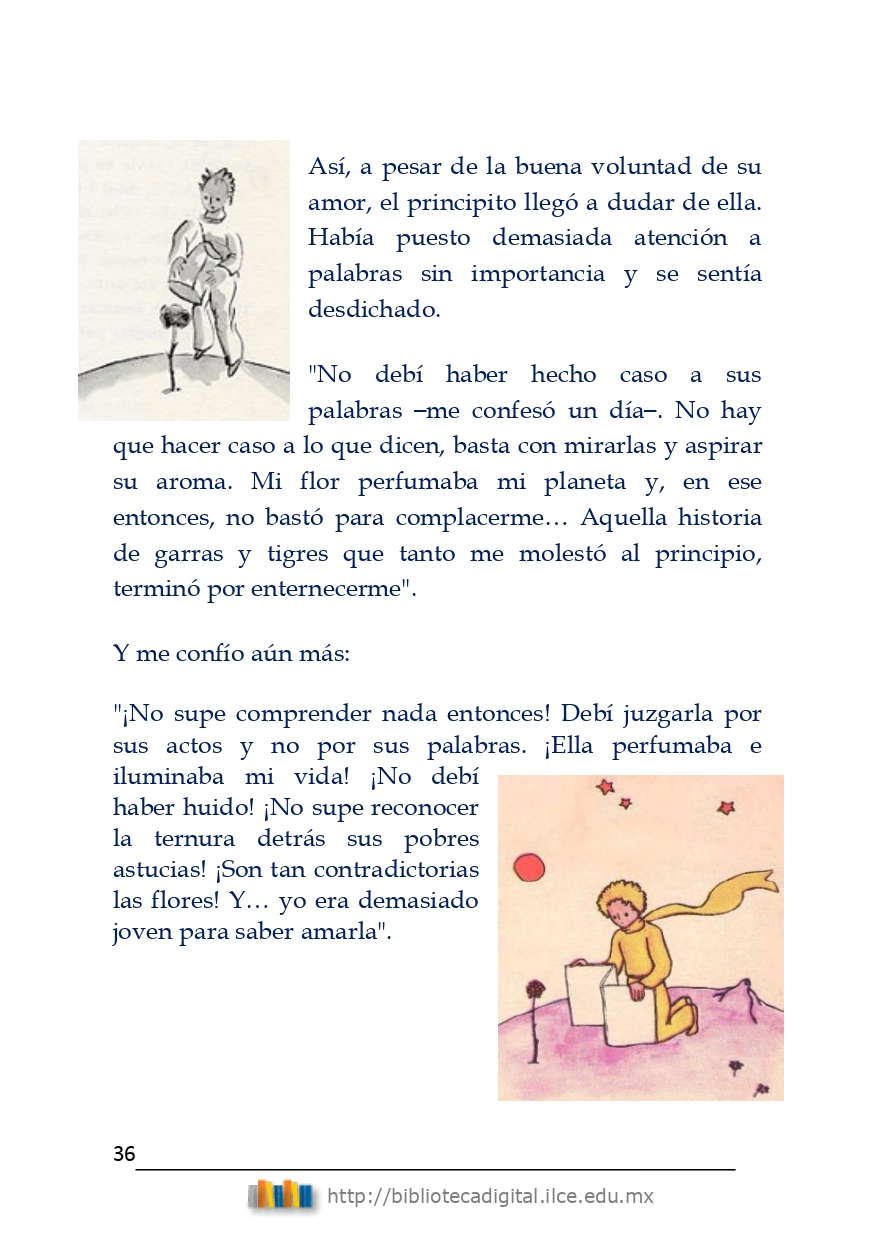 Así, a pesar de la buena voluntad de su
amor, el principito llegó a dudar de ella.
Había puesto demasiada atención a
palabras sin importancia y se sentía
desdichado.
"No debí haber hecho caso a sus
palabras –me confesó un día–. No hay
que hacer caso a lo que dicen, basta con mirarlas y aspirar
su aroma. Mi flor perfumaba mi planeta y, en ese
entonces, no bastó para complacerme… Aquella historia
de garras y tigres que tanto me molestó al principio,
terminó por enternecerme".
Y me confío aún más:
"¡No supe comprender nada entonces! Debí juzgarla por
sus actos y no por sus palabras. ¡Ella perfumaba e
iluminaba mi vida! ¡No debí
haber huido! ¡No supe reconocer
la ternura detrás sus pobres
astucias! ¡Son tan contradictorias
las flores! Y… yo era demasiado
joven para saber amarla".
36
http://bibliotecadigital.ilce.edu.mx